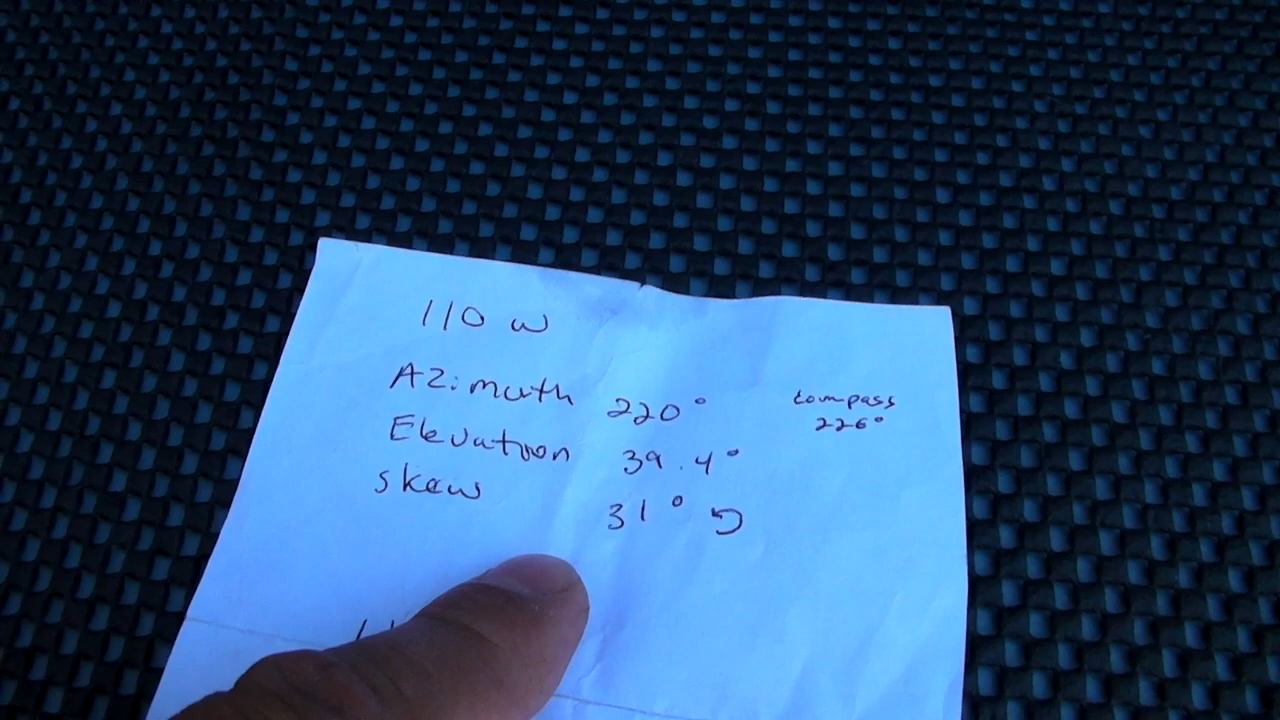 110 w
Azimuth 220° compass
226°
Elevation 39.4°
skew 31°